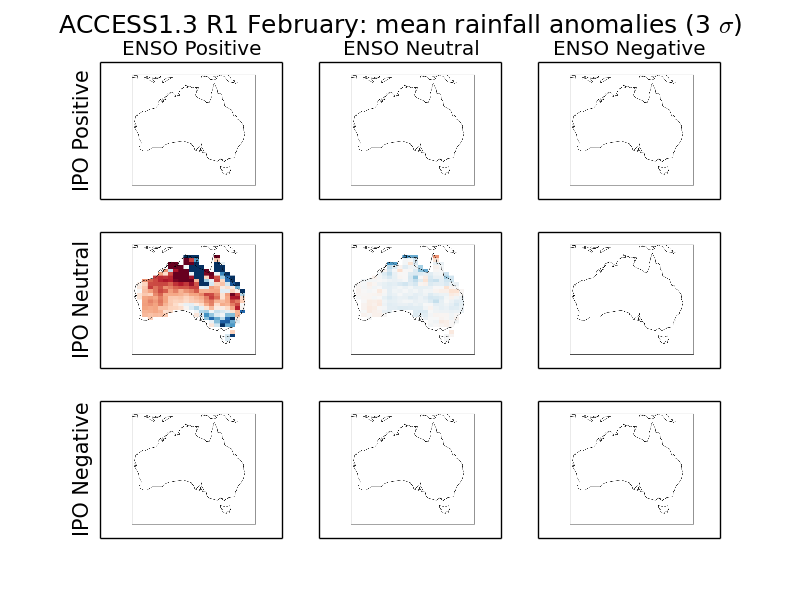 ACCESS1.3 R1 February: mean rainfall anomalies (3 σ)
ENSO Positive ENSO Neutral ENSO Negative
IPO Positive
IPO Neutral
IPO Negative